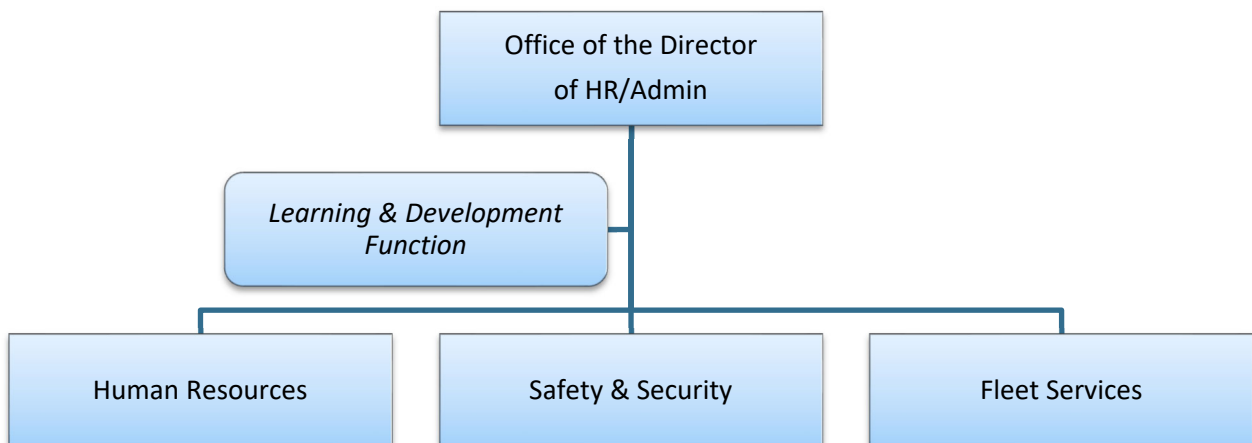 Office of the Director
of HR/Admin
Learning & Development
Function
Human Resources
Safety & Security
Fleet Services